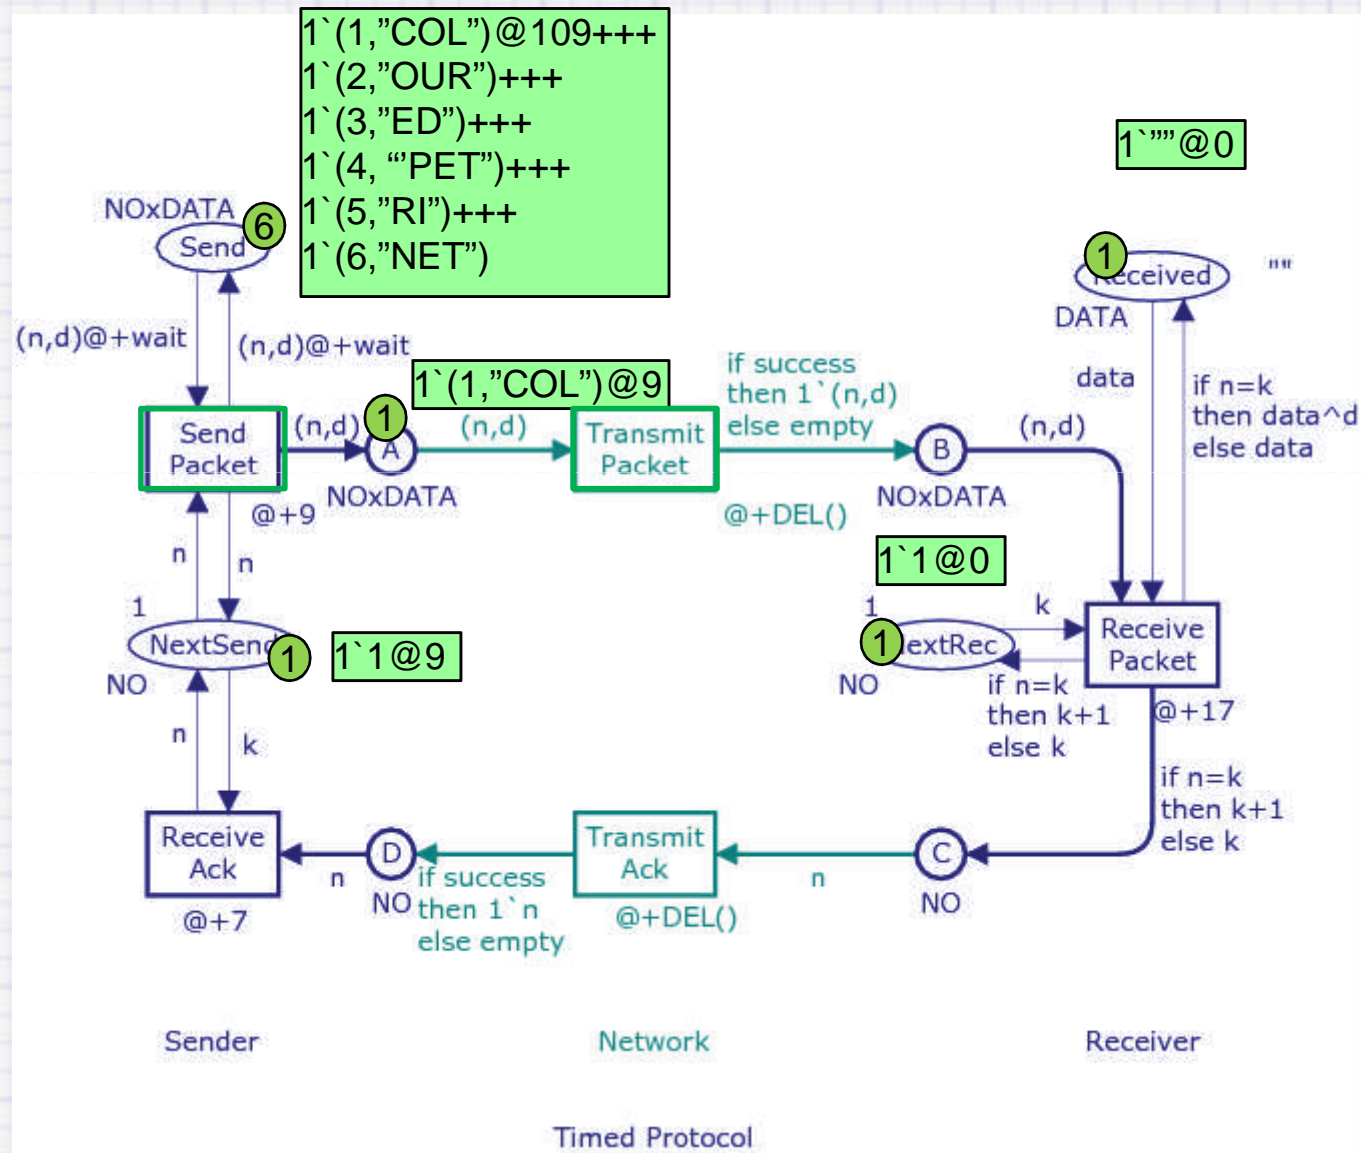 1`(1,”COL”)@109+++
1`(2,”OUR”)+++
1`(3,”ED”)+++
1`(4, “’PET”)+++
1`(5,”RI”)+++
1`(6,”NET”)
1`””@0
NOxDATA
6
Send
1
Received
""
DATA
(n,d)@+wait
(n,d)@+wait
1`(1,”COL”)@9
if success
then 1`(n,d)
else empty
data
if n=k
then data^d
else data
Send
Packet
(n,d)
1
A
(n,d)
Transmit
Packet
B
(n,d)
NOxDATA
NOxDATA
@+9
@+DEL()
n
n
1`1@0
1
NextSend
1
NO
1`1@9
1
1
extRec
NO
k
Receive
Packet
if n=k
then k+1
else k
@+17
n
k
if n=k
then k+1
else k
Receive
Ack
n
D
NO
if success
then 1`n
else empty
Transmit
Ack
n
C
NO
@+7
@+DEL()
Sender
Network
Receiver
Timed Protocol